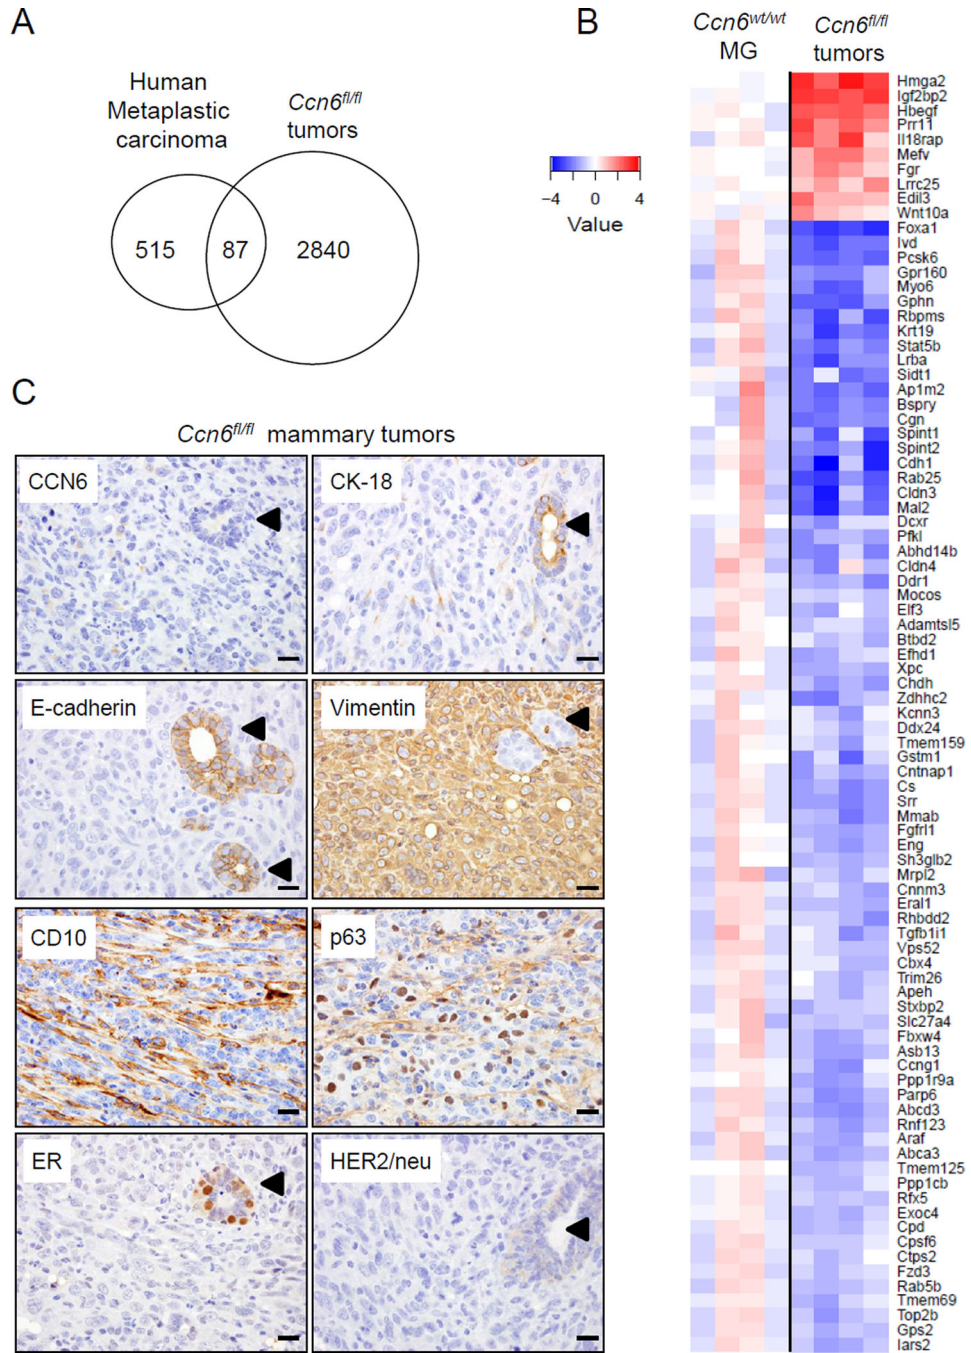 A
Human
Metaplastic
carcinoma
Ccn6fl/fl
tumors
515
87
2840
B
Ccn6wt/wt
MG
Ccn6fl/fl
tumors
−4
0
4
Value
Hmga2
Igf2bp2
Hbegf
Prr11
Il18rap
Mefv
Fgr
Lrrc25
Edil3
Wnt10a
Foxa1
Ivd
Pcsk6
Gpr160
Myo6
Gphn
Rbpms
Krt19
Stat5b
Lrba
Sidt1
Ap1m2
Bspry
Cgn
Spint1
Spint2
Cdh1
Rab25
Cldn3
Mal2
Dcxr
Pfkl
Abhd14b
Cldn4
Ddr1
Mocos
Elf3
Adamtsl5
Btbd2
Efhd1
Xpc
Chdh
Zdhhc2
Kcnn3
Ddx24
Tmem159
Gstm1
Cntnap1
Cs
Srr
Mmab
Fgfrl1
Eng
Sh3glb2
Mrpl2
Cnnm3
Eral1
Rhbdd2
Tgfb1i1
Vps52
Cbx4
Trim26
Apeh
Stxbp2
Slc27a4
Fbxw4
Asb13
Ccng1
Ppp1r9a
Parp6
Abcd3
Rnf123
Araf
Abca3
Tmem125
Ppp1cb
Rfx5
Exoc4
Cpd
Cpsf6
Ctps2
Fzd3
Rab5b
Tmem69
Top2b
Gps2
Iars2
C
Ccn6fl/fl mammary tumors
CCN6
CK-18
E-cadherin
Vimentin
CD10
p63
ER
HER2/neu